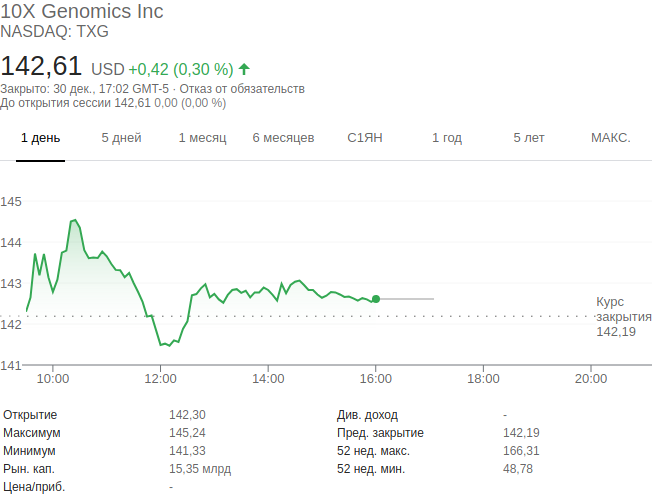 10X Genomics Inc
NASDAQ: TXG
142,61 USD +0,42 (0,30 %)
Закрыто: 30 дек., 17:02 GMT-5 · Отказ от обязательств
До открытия сессии 142,61 0,00 (0,00 %)
1 день 5 дней 1 месяц 6 месяцев С1ЯН 1 год 5 лет МАКС.
145
144
143
142
141
Курс
закрытия
142,19
10:00 12:00 14:00 16:00 18:00 20:00
Открытие 142,30 Див. доход -
Максимум 145,24 Пред. закрытие 142,19
Минимум 141,33 52 нед. макс. 166,31
Рын. кап. 15,35 млрд 52 нед. мин. 48,78
Цена/приб. -